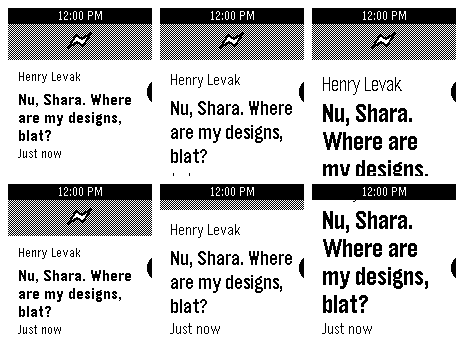 12:00 PM
Henry Levak
Nu, Shara. Where
are my designs,
blat?
Just now
12:00 PM
Henry Levak
Nu, Shara. Where
are my designs,
blat?
12:00 PM
Henry Levak
Nu, Shara.
Where are
my designs,
12:00 PM
Henry Levak
Nu, Shara. Where
are my designs,
blat?
Just now
12:00 PM
Henry Levak
Nu, Shara. Where
are my designs,
blat?
Just now
12:00 PM
Nu, Shara.
Where are
my designs,
blat?
Just now